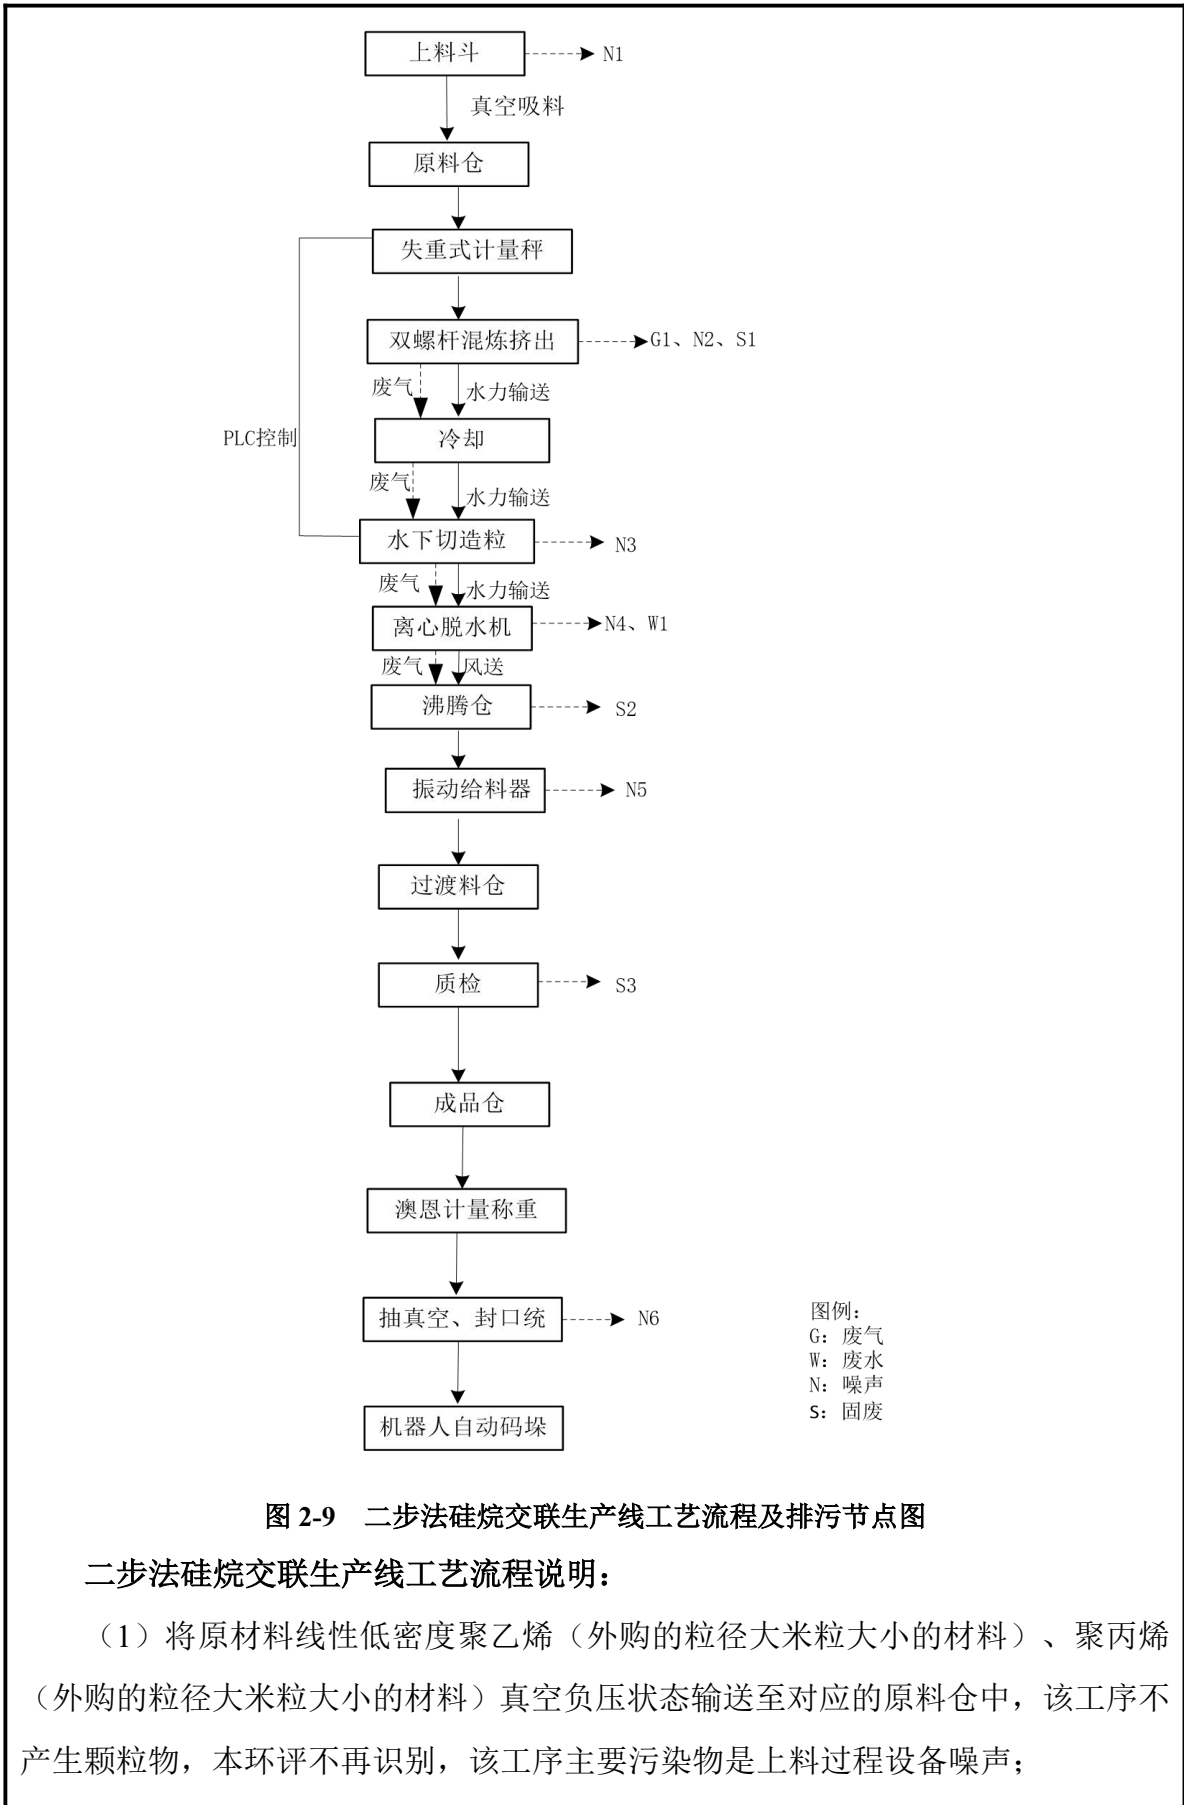 上料斗
N1
真空吸料
原料仓
失重式计量秤
双螺杆混炼挤出
G1、N2、S1
废气
水力输送
PLC控制
冷却
废气
水力输送
水下切造粒
N3
废气
水力输送
离心脱水机
N4、W1
废气
风送
沸腾仓
S2
振动给料器
N5
过渡料仓
质检
S3
成品仓
澳恩计量称重
抽真空、封口统
N6
机器人自动码垛
图例：
G：废气
W：废水
N：噪声
S：固废
图 2-9 二步法硅烷交联生产线工艺流程及排污节点图
二步法硅烷交联生产线工艺流程说明：
（1）将原材料线性低密度聚乙烯（外购的粒径大米粒大小的材料）、聚丙烯
（外购的粒径大米粒大小的材料）真空负压状态输送至对应的原料仓中，该工序不
产生颗粒物，本环评不再识别，该工序主要污染物是上料过程设备噪声；